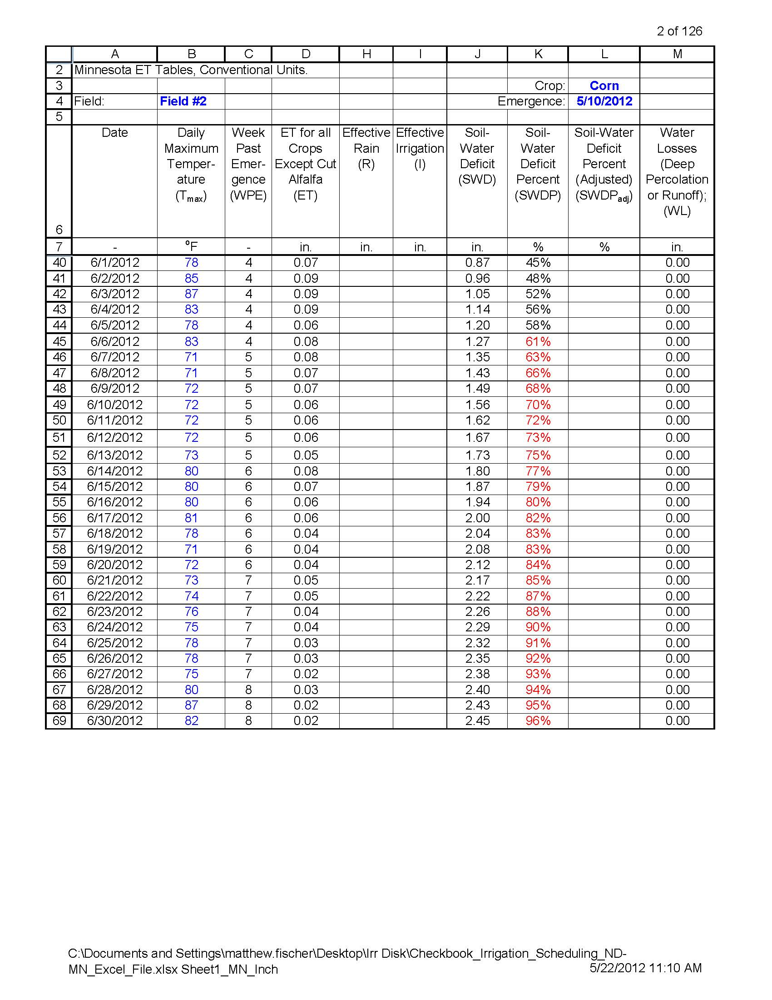 2 of 126
A B C D H I J K L M
2 Minnesota ET Tables, Conventional Units.
3 Crop: Corn
4 Field: Field #2 Emergence: 5/10/2012
5
Date Daily Week ET for all Effective Effective Soil- Soil- Soil-Water Water
Maximum Past Crops Rain Irrigation Water Water Deficit Losses
Temper- Emer- Except Cut (R) (I) Deficit Deficit Percent (Deep
ature gence Alfalfa (SWD) Percent (Adjusted) Percolation
(Tmax) (WPE) (ET) (SWDP) (SWDPadj) or Runoff);
(WL)
6
7 - ºF - in. in. in. in. % % in.
40 6/1/2012 78 4 0.07 0.87 45% 0.00
41 6/2/2012 85 4 0.09 0.96 48% 0.00
42 6/3/2012 87 4 0.09 1.05 52% 0.00
43 6/4/2012 83 4 0.09 1.14 56% 0.00
44 6/5/2012 78 4 0.06 1.20 58% 0.00
45 6/6/2012 83 4 0.08 1.27 61% 0.00
46 6/7/2012 71 5 0.08 1.35 63% 0.00
47 6/8/2012 71 5 0.07 1.43 66% 0.00
48 6/9/2012 72 5 0.07 1.49 68% 0.00
49 6/10/2012 72 5 0.06 1.56 70% 0.00
50 6/11/2012 72 5 0.06 1.62 72% 0.00
51 6/12/2012 72 5 0.06 1.67 73% 0.00
52 6/13/2012 73 5 0.05 1.73 75% 0.00
53 6/14/2012 80 6 0.08 1.80 77% 0.00
54 6/15/2012 80 6 0.07 1.87 79% 0.00
55 6/16/2012 80 6 0.06 1.94 80% 0.00
56 6/17/2012 81 6 0.06 2.00 82% 0.00
57 6/18/2012 78 6 0.04 2.04 83% 0.00
58 6/19/2012 71 6 0.04 2.08 83% 0.00
59 6/20/2012 72 6 0.04 2.12 84% 0.00
60 6/21/2012 73 7 0.05 2.17 85% 0.00
61 6/22/2012 74 7 0.05 2.22 87% 0.00
62 6/23/2012 76 7 0.04 2.26 88% 0.00
63 6/24/2012 75 7 0.04 2.29 90% 0.00
64 6/25/2012 78 7 0.03 2.32 91% 0.00
65 6/26/2012 78 7 0.03 2.35 92% 0.00
66 6/27/2012 75 7 0.02 2.38 93% 0.00
67 6/28/2012 80 8 0.03 2.40 94% 0.00
68 6/29/2012 87 8 0.02 2.43 95% 0.00
69 6/30/2012 82 8 0.02 2.45 96% 0.00
C:\Documents and Settings\matthew.fischer\Desktop\Irr Disk\Checkbook_Irrigation_Scheduling_ND-
MN_Excel_File.xlsx Sheet1_MN_Inch 5/22/2012 11:10 AM